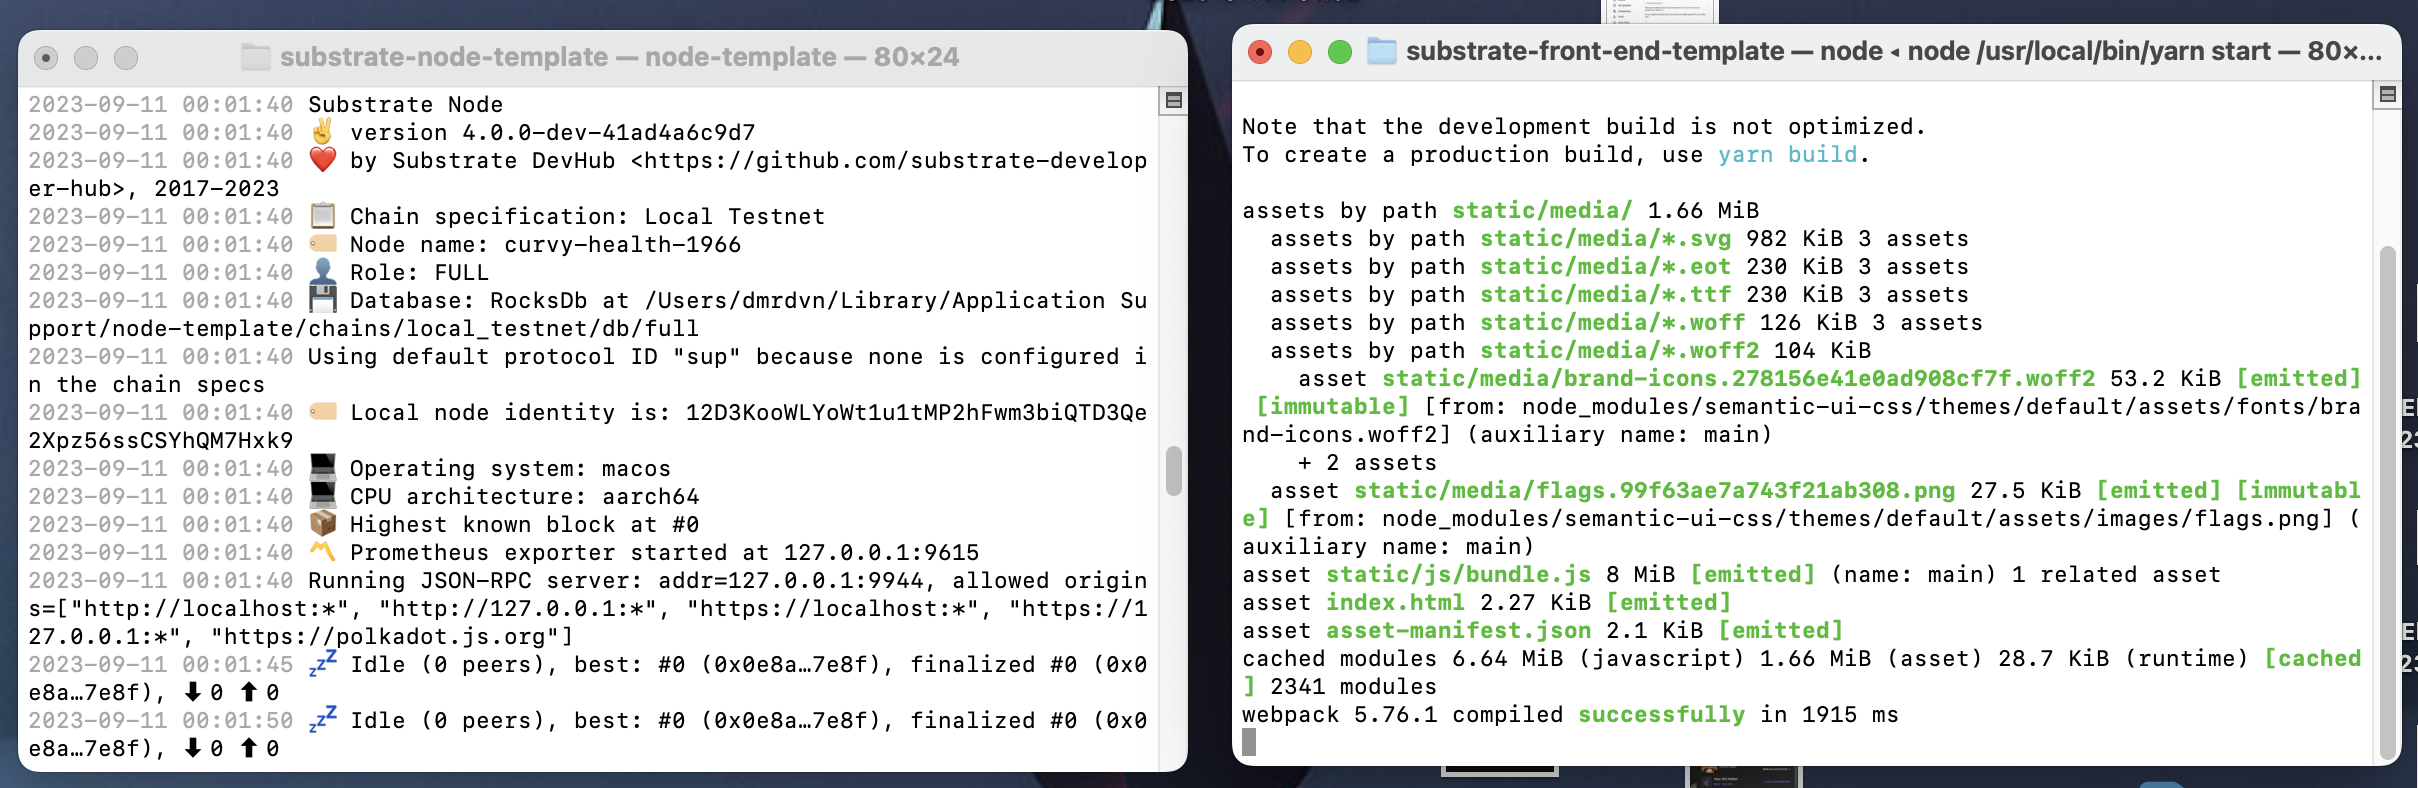 substrate-node-template — node-template — 80×24
2023-09-11 00:01:40 Substrate Node
2023-09-11 00:01:40 ✌️ version 4.0.0-dev-41ad4a6c9d7
2023-09-11 00:01:40 ❤️ by Substrate DevHub <https://github.com/substrate-develop
er-hub>, 2017-2023
2023-09-11 00:01:40 📋 Chain specification: Local Testnet
2023-09-11 00:01:40 🏷 Node name: curvy-health-1966
2023-09-11 00:01:40 👤 Role: FULL
2023-09-11 00:01:40 💾 Database: RocksDb at /Users/dmrdvn/Library/Application Su
pport/node-template/chains/local_testnet/db/full
2023-09-11 00:01:40 Using default protocol ID "sup" because none is configured i
n the chain specs
2023-09-11 00:01:40 🏷 Local node identity is: 12D3KooWLYoWt1u1tMP2hFwm3biQTD3Qe
2Xpz56ssCSYhQM7Hxk9
2023-09-11 00:01:40 💻 Operating system: macos
2023-09-11 00:01:40 💻 CPU architecture: aarch64
2023-09-11 00:01:40 📦 Highest known block at #0
2023-09-11 00:01:40 〽️ Prometheus exporter started at 127.0.0.1:9615
2023-09-11 00:01:40 Running JSON-RPC server: addr=127.0.0.1:9944, allowed origin
s=["http://localhost:*", "http://127.0.0.1:*", "https://localhost:*", "https://1
27.0.0.1:*", "https://polkadot.js.org"]
2023-09-11 00:01:45 💤 Idle (0 peers), best: #0 (0x0e8a…7e8f), finalized #0 (0x0
e8a…7e8f), ⬇ 0 ⬆ 0
2023-09-11 00:01:50 💤 Idle (0 peers), best: #0 (0x0e8a…7e8f), finalized #0 (0x0
e8a…7e8f), ⬇ 0 ⬆ 0
substrate-front-end-template — node ◂ node /usr/local/bin/yarn start — 80×...
Note that the development build is not optimized.
To create a production build, use yarn build.
assets by path static/media/ 1.66 MiB
assets by path static/media/*.svg 982 KiB 3 assets
assets by path static/media/*.eot 230 KiB 3 assets
assets by path static/media/*.ttf 230 KiB 3 assets
assets by path static/media/*.woff 126 KiB 3 assets
assets by path static/media/*.woff2 104 KiB
asset static/media/brand-icons.278156e41e0ad908cf7f.woff2 53.2 KiB [emitted]
[immutable] [from: node_modules/semantic-ui-css/themes/default/assets/fonts/bra
nd-icons.woff2] (auxiliary name: main)
+ 2 assets
asset static/media/flags.99f63ae7a743f21ab308.png 27.5 KiB [emitted] [immutabl
e] [from: node_modules/semantic-ui-css/themes/default/assets/images/flags.png] (
auxiliary name: main)
asset static/js/bundle.js 8 MiB [emitted] (name: main) 1 related asset
asset index.html 2.27 KiB [emitted]
asset asset-manifest.json 2.1 KiB [emitted]
cached modules 6.64 MiB (javascript) 1.66 MiB (asset) 28.7 KiB (runtime) [cached
] 2341 modules
webpack 5.76.1 compiled successfully in 1915 ms